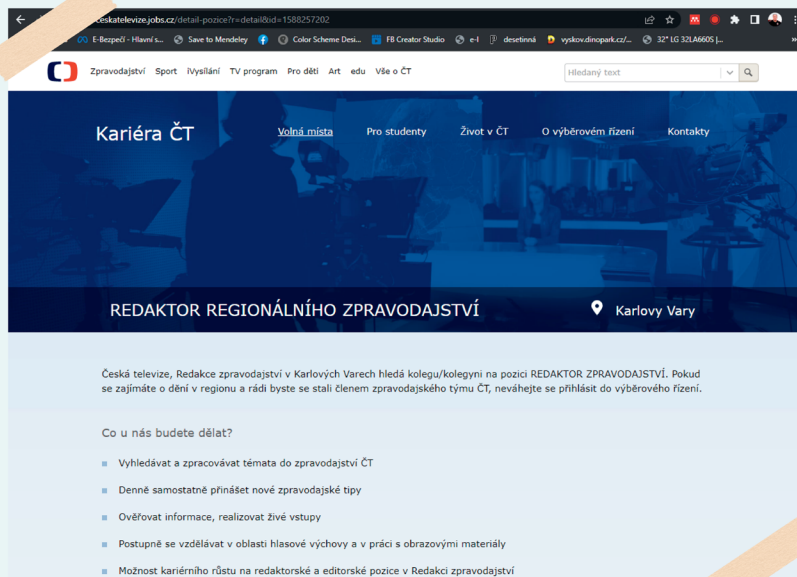 ceskatelevize.jobs.cz/detail-pozice?r=detail&id=1588257202
E-Bezpečí - Hlavní s... Save to Mendeley Color Scheme Desi... FB Creator Studio e-I desetinná vyskov.dinopark.cz/... 32" LG 32LA660S |... »
Zpravodajství Sport iVysílání TV program Pro děti Art edu Vše o ČT Hledaný text
Kariéra ČT Volná místa Pro studenty Život v ČT O výběrovém řízení Kontakty
REDAKTOR REGIONÁLNÍHO ZPRAVODAJSTVÍ Karlovy Vary
Česká televize, Redakce zpravodajství v Karlových Varech hledá kolegu/kolegyni na pozici REDAKTOR ZPRAVODAJSTVÍ. Pokud
se zajímáte o dění v regionu a rádi byste se stali členem zpravodajského týmu ČT, neváhejte se přihlásit do výběrového řízení.
Co u nás budete dělat?
Vyhledávat a zpracovávat témata do zpravodajství ČT
Denně samostatně přinášet nové zpravodajské tipy
Ověřovat informace, realizovat živé vstupy
Postupně se vzdělávat v oblasti hlasové výchovy a v práci s obrazovými materiály
Možnost kariérního růstu na redaktorské a editorské pozice v Redakci zpravodajství